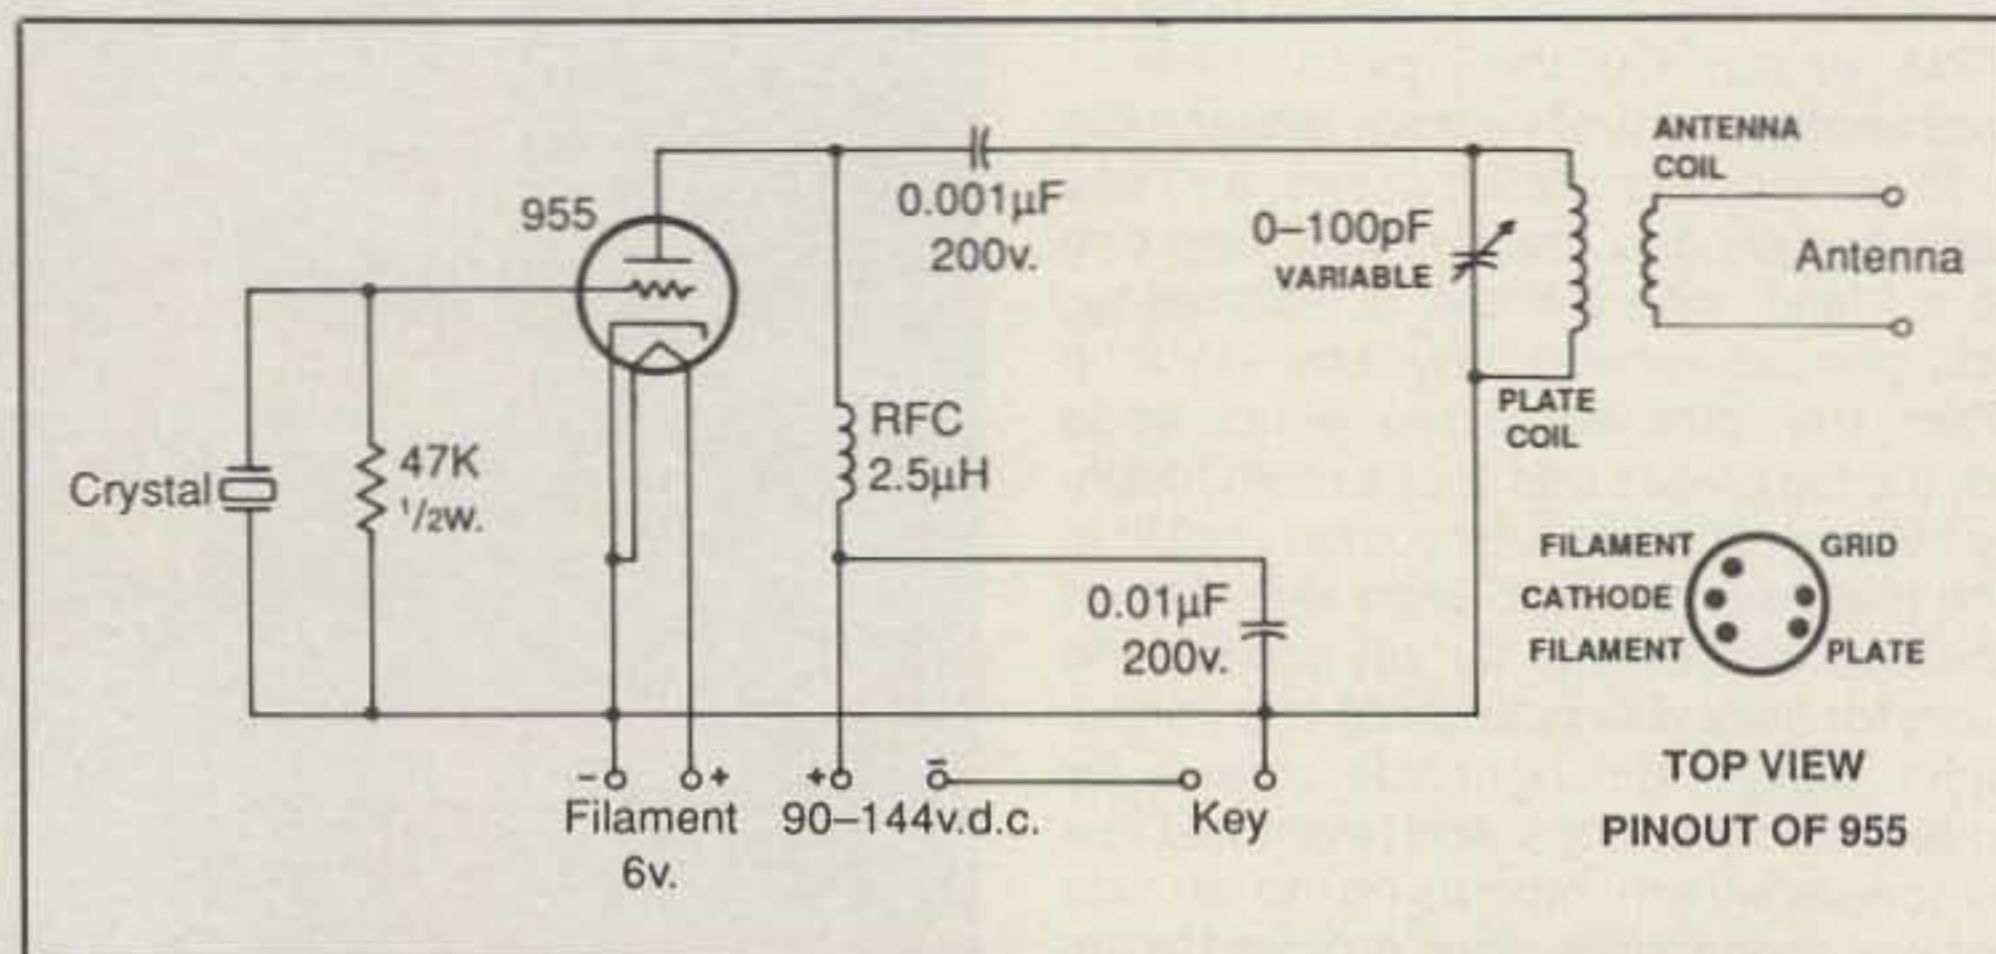 955
0.001µF
200v.
0–100pF
VARIABLE
ANTENNA
COIL
Antenna
Crystal
47K
1/2W.
RFC
2.5µH
PLATE
COIL
0.01µF
200v.
FILAMENT GRID
CATHODE
FILAMENT PLATE
TOP VIEW
PINOUT OF 955
- + + -
Filament 90–144v.d.c. Key
6v.